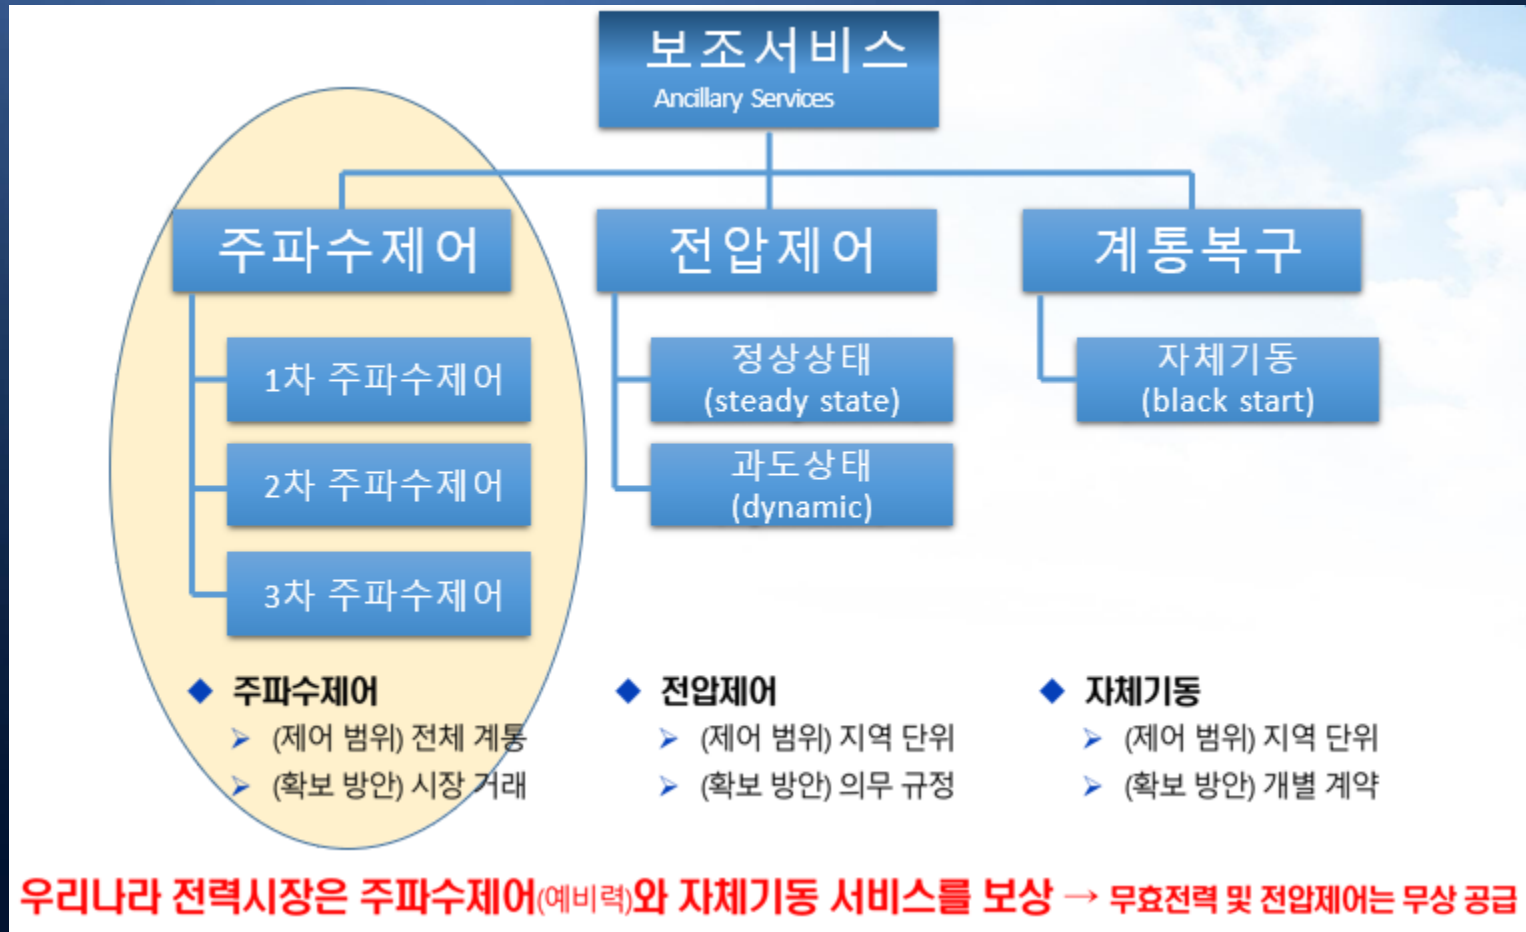 보조서비스
Ancillary Services
주파수제어
전압제어
계통복구
1차 주파수제어
2차 주파수제어
3차 주파수제어
정상상태
(steady state)
과도상태
(dynamic)
자체기동
(black start)
◆ 주파수제어
➢ (제어 범위) 전체 계통
➢ (확보 방안) 시장 거래
◆ 전압제어
➢ (제어 범위) 지역 단위
➢ (확보 방안) 의무 규정
◆ 자체기동
➢ (제어 범위) 지역 단위
➢ (확보 방안) 개별 계약
우리나라 전력시장은 주파수제어(예비력)와 자체기동 서비스를 보상 → 무효전력 및 전압제어는 무상 공급